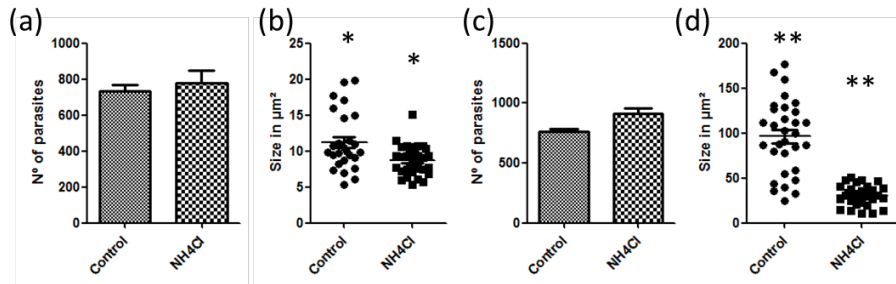 (a)
Nº of parasites
1000
800
600
400
200
0
Control
NH4Cl
(b)
Size in µm²
25
20
15
10
5
0
*
*
Control
NH4Cl
(c)
Nº of parasites
1500
1000
500
0
Control
NH4Cl
(d)
Size in µm²
200
150
100
50
0
**
**
Control
NH4Cl